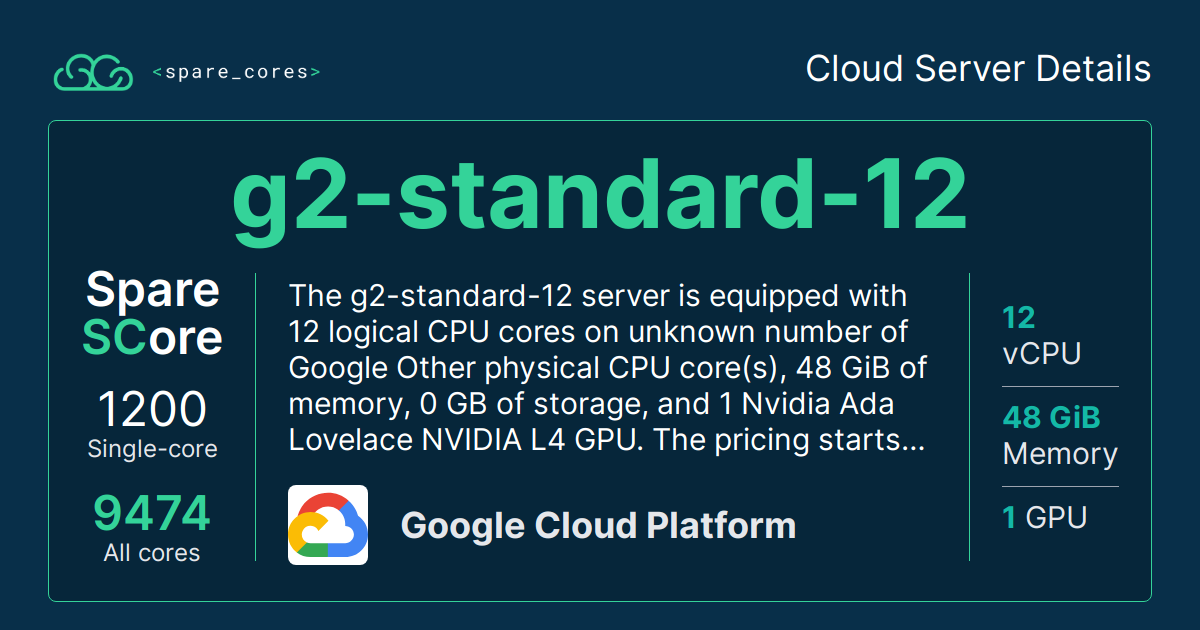 <spare_cores>
Cloud Server Details
g2-standard-12
Spare
SCore
1200
Single-core
9474
All cores
The g2-standard-12 server is equipped with
12 logical CPU cores on unknown number of
Google Other physical CPU core(s), 48 GiB of
memory, 0 GB of storage, and 1 Nvidia Ada
Lovelace NVIDIA L4 GPU. The pricing starts...
Google Cloud Platform
12
vCPU
48 GiB
Memory
1 GPU